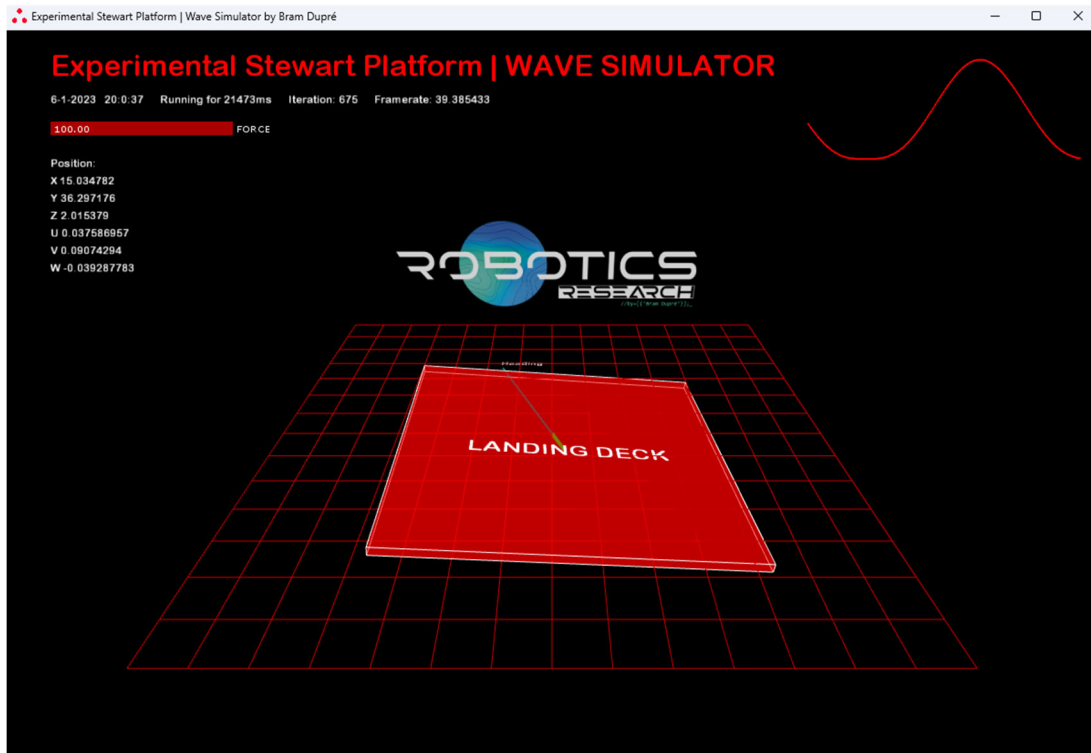 Experimental Stewart Platform | Wave Simulator by Bram Dupré
Experimental Stewart Platform | WAVE SIMULATOR
6-1-2023 20:0:37 Running for 21473ms Iteration: 675 Framerate: 39.385433
100.00 FORCE
Position:
X 15.034782
Y 36.297176
Z 2.015379
U 0.037586957
V 0.09074294
W -0.039287783
ROBOTICS
RESEARCH
Heading
LANDING DECK